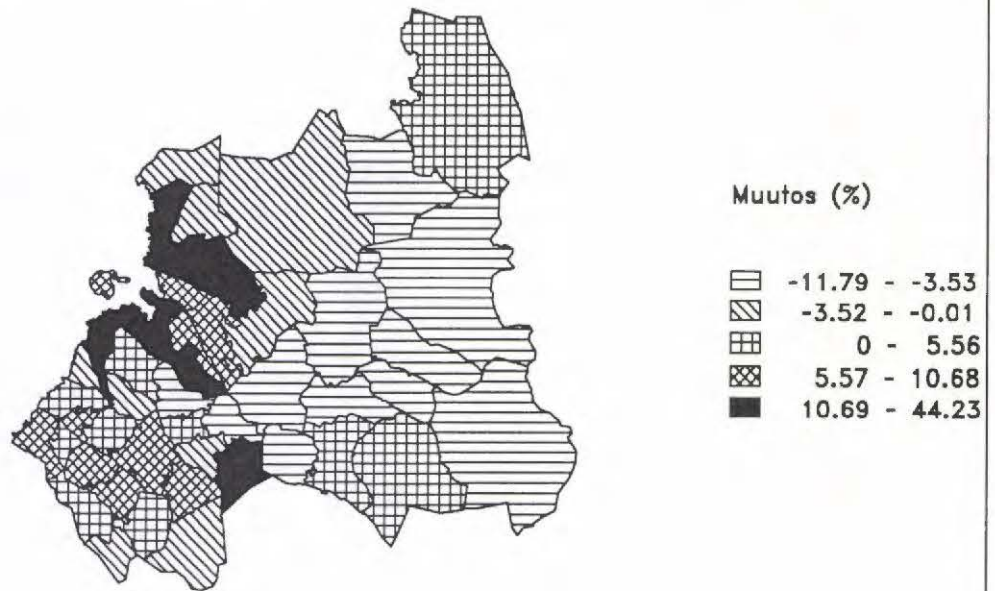 Muutos (%)
-11.79 - -3.53
-3.52 - -0.01
0 - 5.56
5.57 - 10.68
10.69 - 44.23